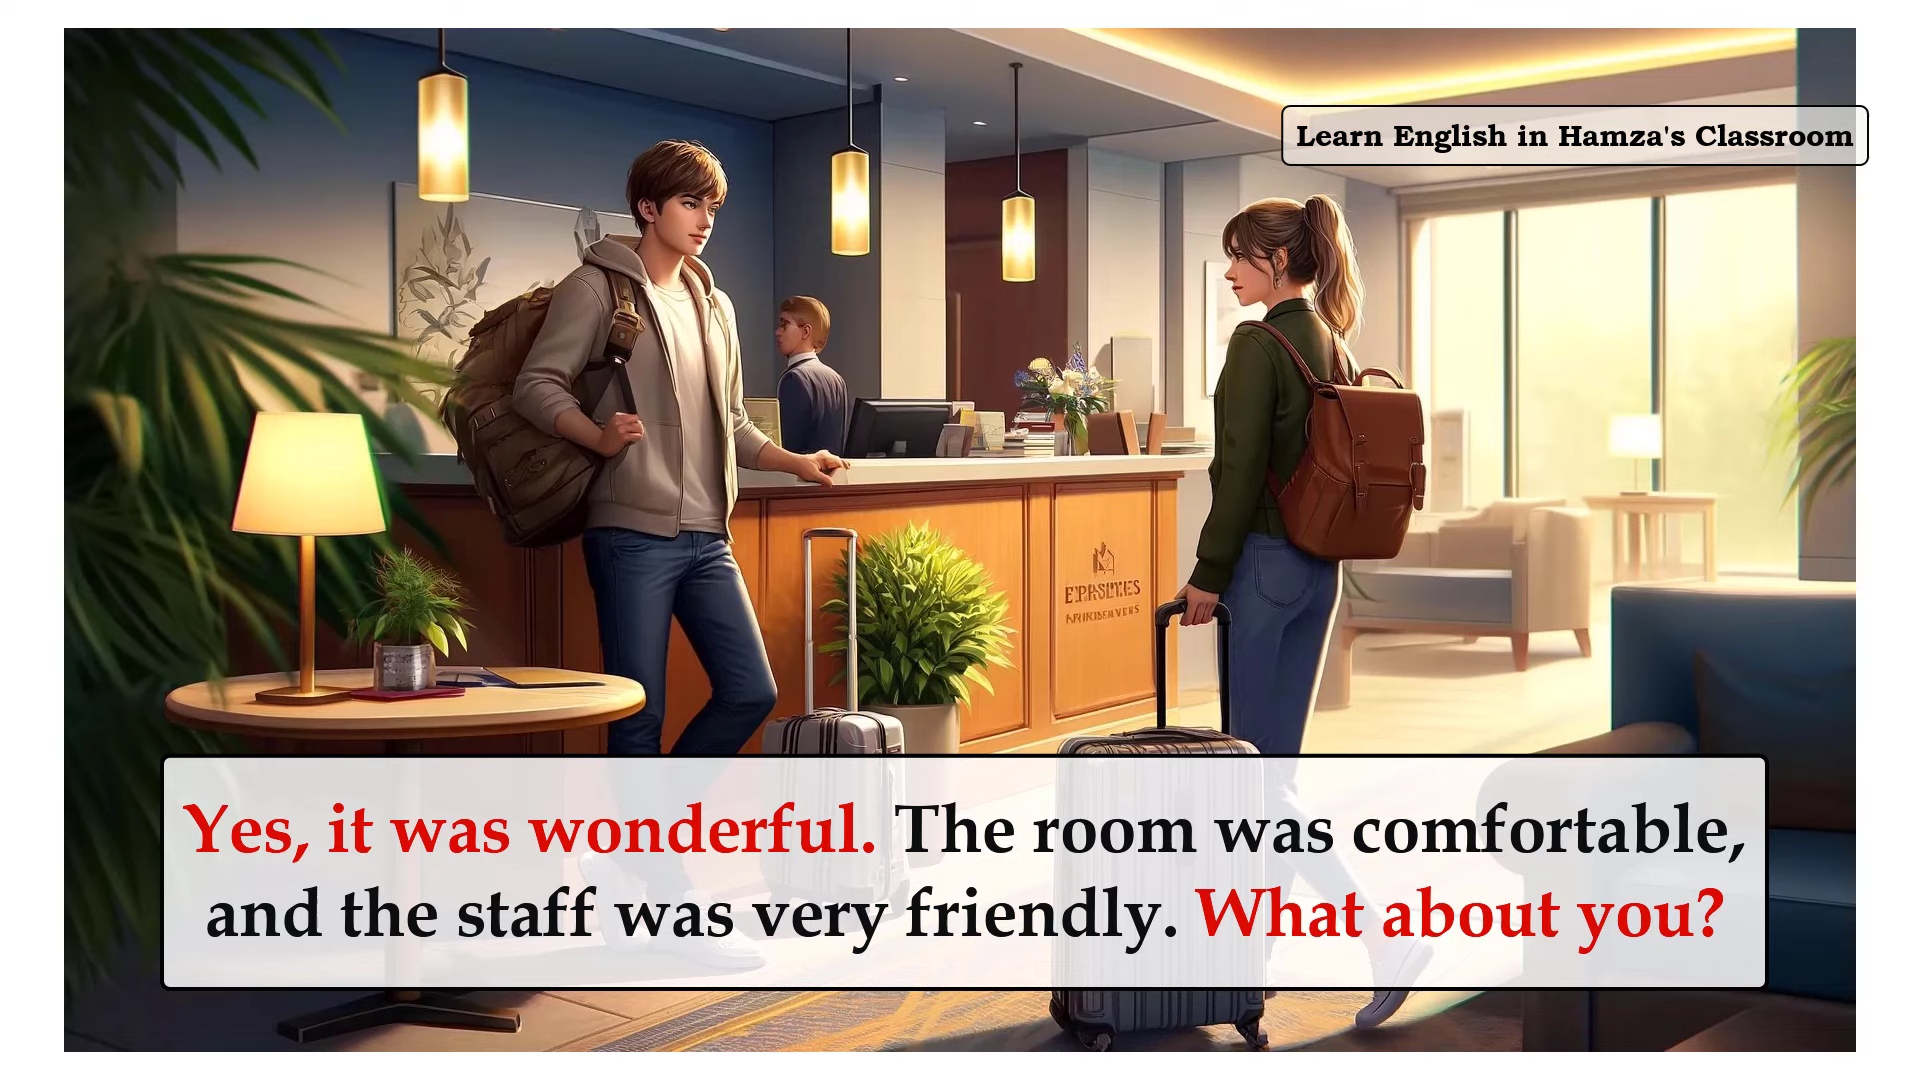 Learn English in Hamza's Classroom
Yes, it was wonderful. The room was comfortable,
and the staff was very friendly. What about you?